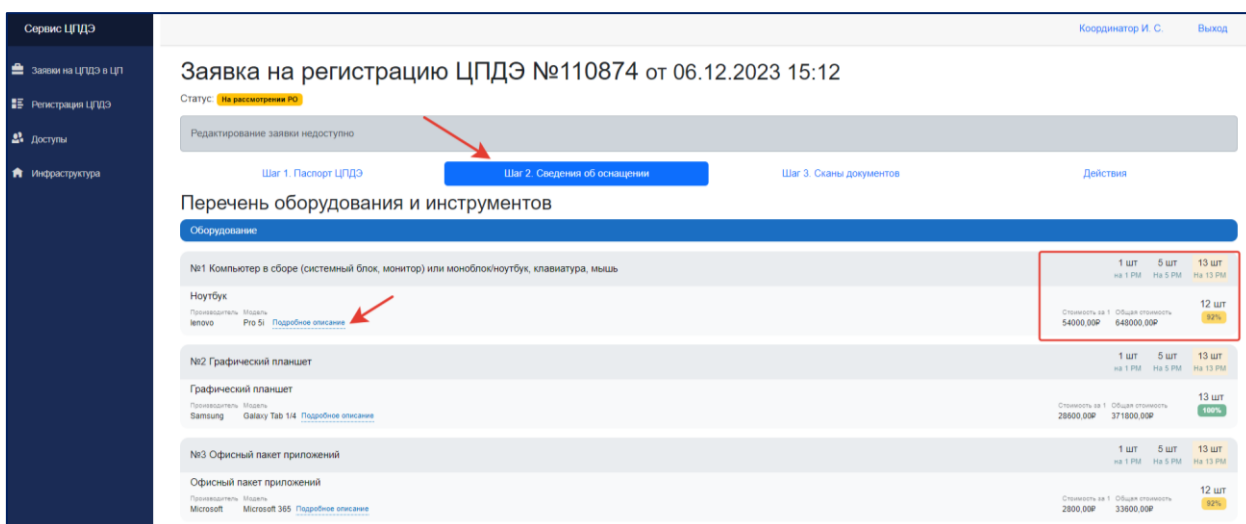 Сервис ЦПДЭ
Координатор И. С. Выход
Заявки на ЦПДЭ в ЦП
Регистрация ЦПДЭ
Доступы
Инфраструктура
Заявка на регистрацию ЦПДЭ №110874 от 06.12.2023 15:12
Статус: На рассмотрении РО
Редактирование заявки недоступно
Шаг 1. Паспорт ЦПДЭ Шаг 2. Сведения об оснащении Шаг 3. Сканы документов Действия
Перечень оборудования и инструментов
Оборудование
№1 Компьютер в сборе (системный блок, монитор) или моноблок/ноутбук, клавиатура, мышь
1 шт 5 шт 13 шт
на 1 РМ На 5 РМ На 13 РМ
Ноутбук
Производитель Модель
lenovo Pro 5i Подробное описание
Стоимость за 1 Общая стоимость
54000,00₽ 648000,00₽
12 шт
92%
№2 Графический планшет
1 шт 5 шт 13 шт
на 1 РМ На 5 РМ На 13 РМ
Графический планшет
Производитель Модель
Samsung Galaxy Tab 1/4 Подробное описание
Стоимость за 1 Общая стоимость
28600,00₽ 371800,00₽
13 шт
100%
№3 Офисный пакет приложений
1 шт 5 шт 13 шт
на 1 РМ На 5 РМ На 13 РМ
Офисный пакет приложений
Производитель Модель
Microsoft Microsoft 365 Подробное описание
Стоимость за 1 Общая стоимость
2800,00₽ 33600,00₽
12 шт
92%